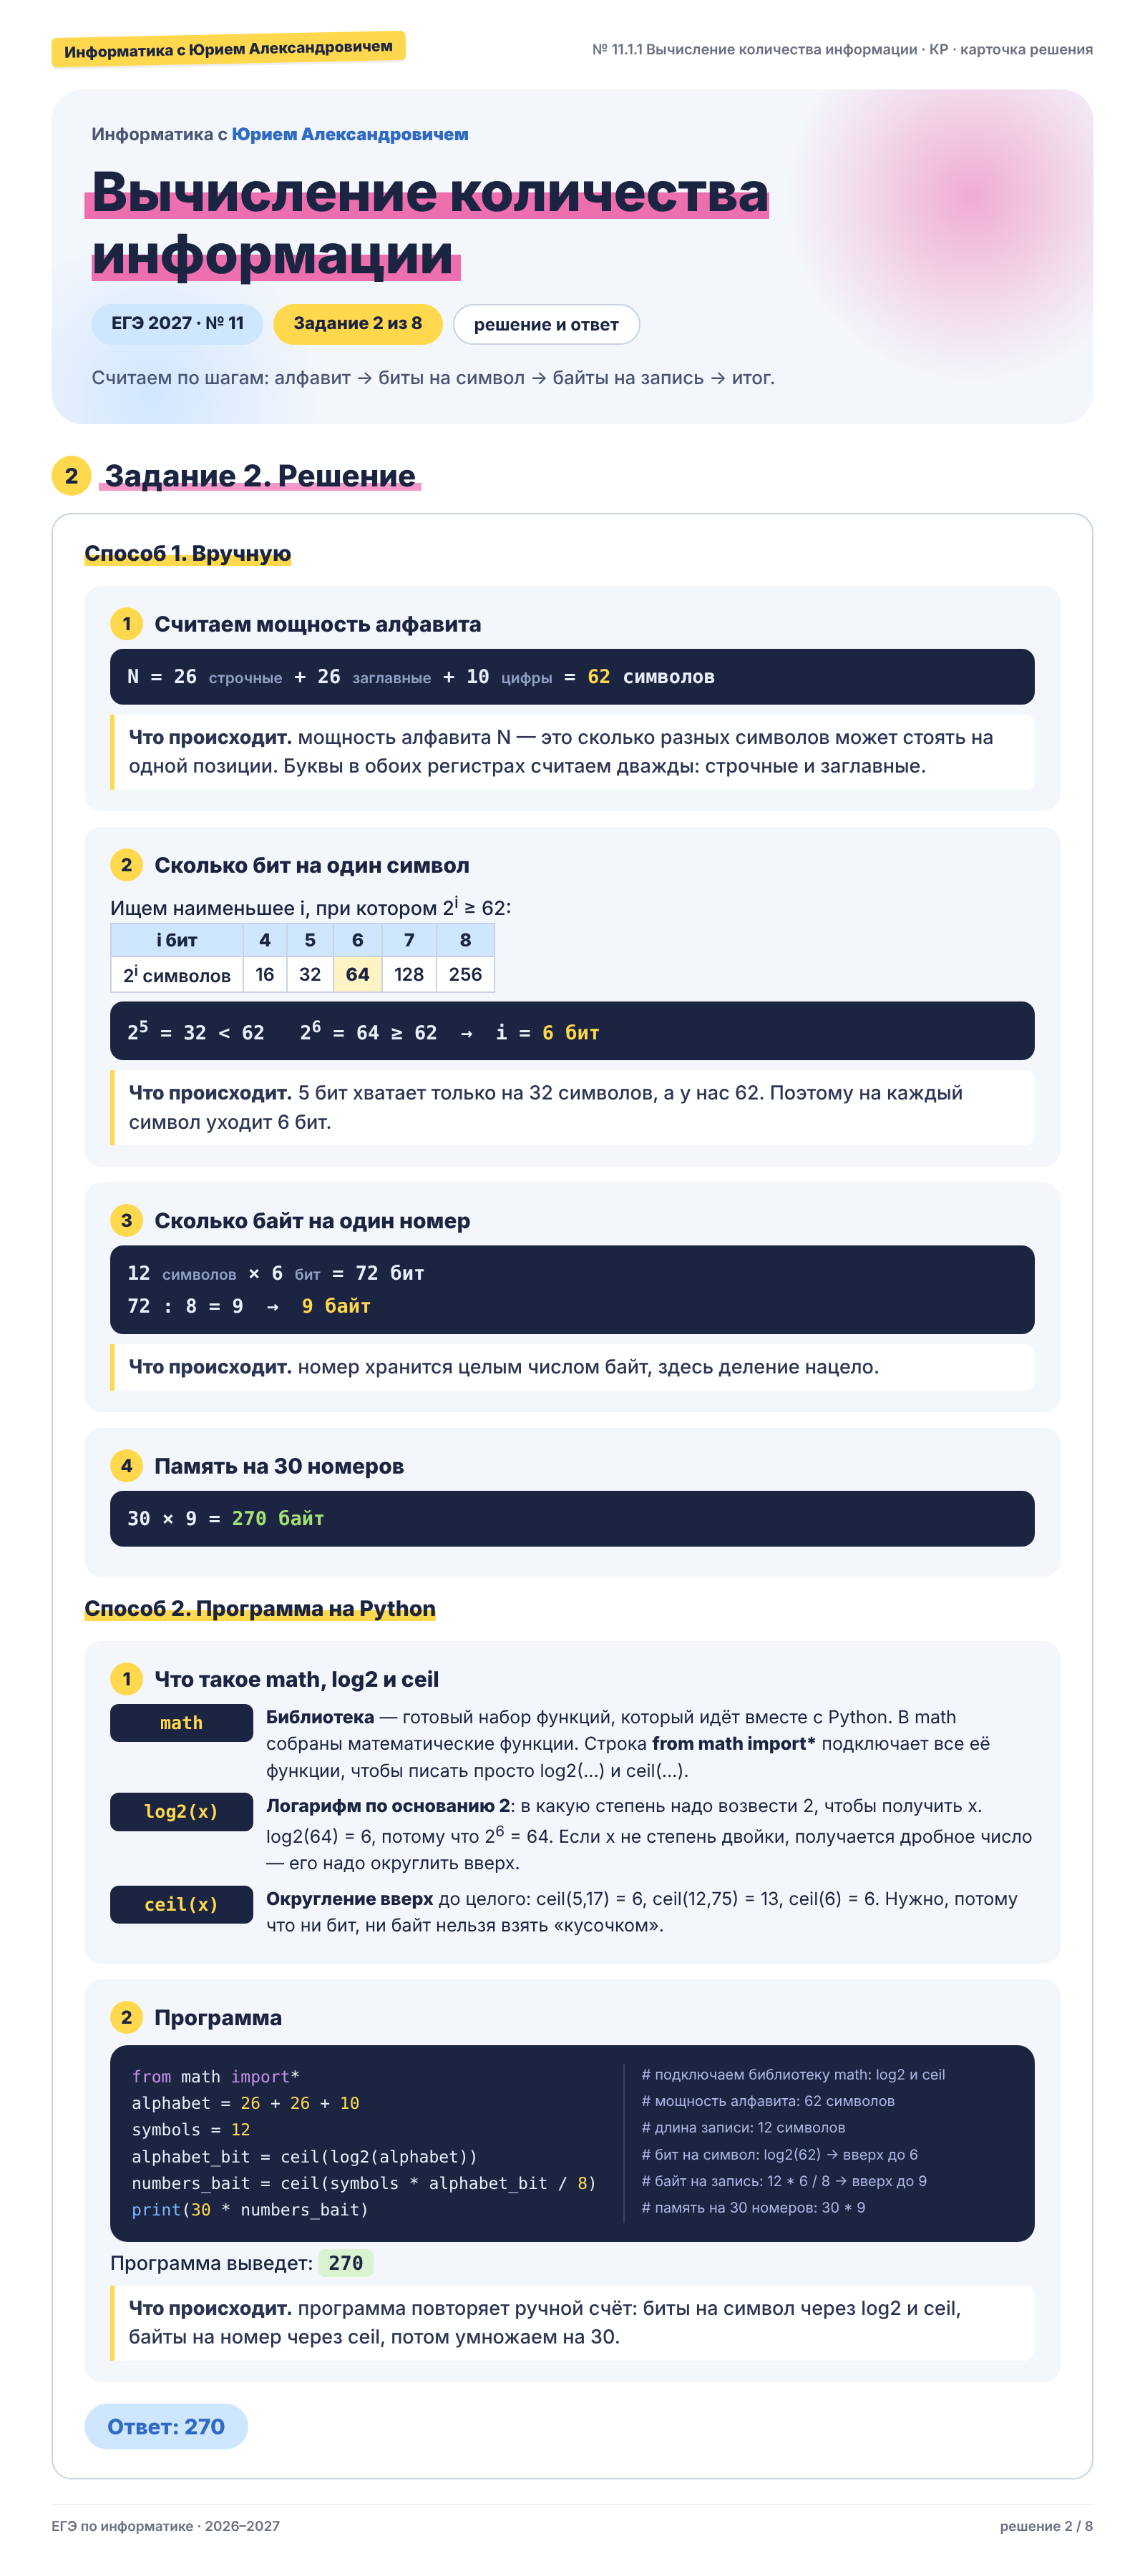 Информатика с Юрием Александровичем
№ 11.1.1 Вычисление количества информации · КР · карточка решения
Информатика с Юрием Александровичем
Вычисление количества
информации
ЕГЭ 2027 · № 11
Задание 2 из 8
решение и ответ
Считаем по шагам: алфавит → биты на символ → байты на запись → итог.
2 Задание 2. Решение
Способ 1. Вручную
1 Считаем мощность алфавита
N = 26 строчные + 26 заглавные + 10 цифры = 62 символов
Что происходит. мощность алфавита N — это сколько разных символов может стоять на
одной позиции. Буквы в обоих регистрах считаем дважды: строчные и заглавные.
2 Сколько бит на один символ
Ищем наименьшее i, при котором 2^i ≥ 62:
i бит 4 5 6 7 8
2^i символов 16 32 64 128 256
2^5 = 32 < 62 2^6 = 64 ≥ 62 → i = 6 бит
Что происходит. 5 бит хватает только на 32 символов, а у нас 62. Поэтому на каждый
символ уходит 6 бит.
3 Сколько байт на один номер
12 символов × 6 бит = 72 бит
72 : 8 = 9 → 9 байт
Что происходит. номер хранится целым числом байт, здесь деление нацело.
4 Память на 30 номеров
30 × 9 = 270 байт
Способ 2. Программа на Python
1 Что такое math, log2 и ceil
math
Библиотека — готовый набор функций, который идёт вместе с Python. В math
собраны математические функции. Строка from math import* подключает все её
функции, чтобы писать просто log2(...) и ceil(...).
log2(x)
Логарифм по основанию 2: в какую степень надо возвести 2, чтобы получить x.
log2(64) = 6, потому что 2^6 = 64. Если x не степень двойки, получается дробное число
— его надо округлить вверх.
ceil(x)
Округление вверх до целого: ceil(5,17) = 6, ceil(12,75) = 13, ceil(6) = 6. Нужно, потому
что ни бит, ни байт нельзя взять «кусочком».
2 Программа
from math import* # подключаем библиотеку math: log2 и ceil
alphabet = 26 + 26 + 10 # мощность алфавита: 62 символов
symbols = 12 # длина записи: 12 символов
alphabet_bit = ceil(log2(alphabet)) # бит на символ: log2(62) → вверх до 6
numbers_bait = ceil(symbols * alphabet_bit / 8) # байт на запись: 12 * 6 / 8 → вверх до 9
print(30 * numbers_bait) # память на 30 номеров: 30 * 9
Программа выведет: 270
Что происходит. программа повторяет ручной счёт: биты на символ через log2 и ceil,
байты на номер через ceil, потом умножаем на 30.
Ответ: 270
ЕГЭ по информатике · 2026–2027
решение 2 / 8